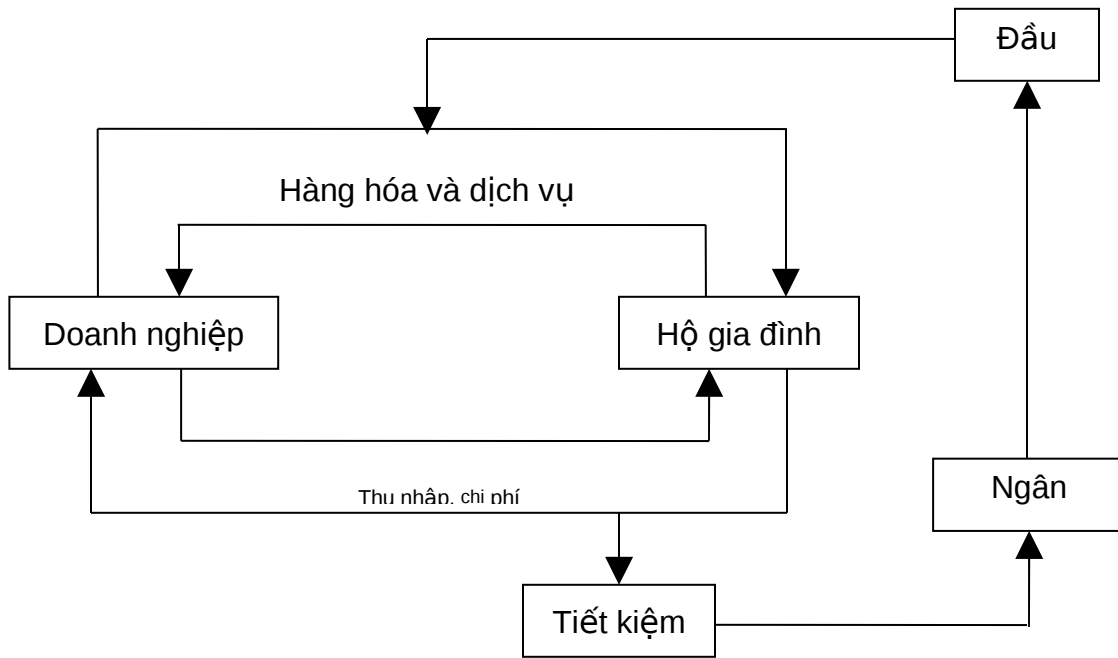 Đầu
Hàng hóa và dịch vụ
Doanh nghiệp
Hộ gia đình
Thu nhập, chi phí
Ngân
Tiết kiệm